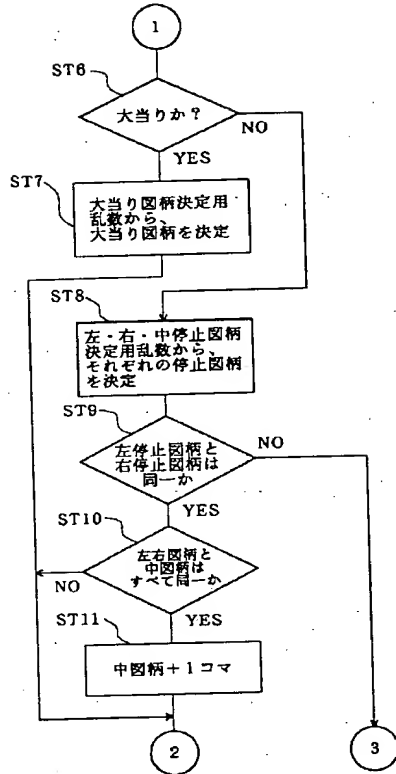 1
ST6
大当りか？
NO
YES
ST7
大当り図柄決定用
乱数から、
大当り図柄を決定
ST8
左・右・中停止図柄
決定用乱数から、
それぞれの停止図柄
を決定
ST9
左停止図柄と
右停止図柄は
同一か
NO
YES
ST10
左右図柄と
中図柄は
すべて同一か
NO
YES
ST11
中図柄＋１コマ
2
3